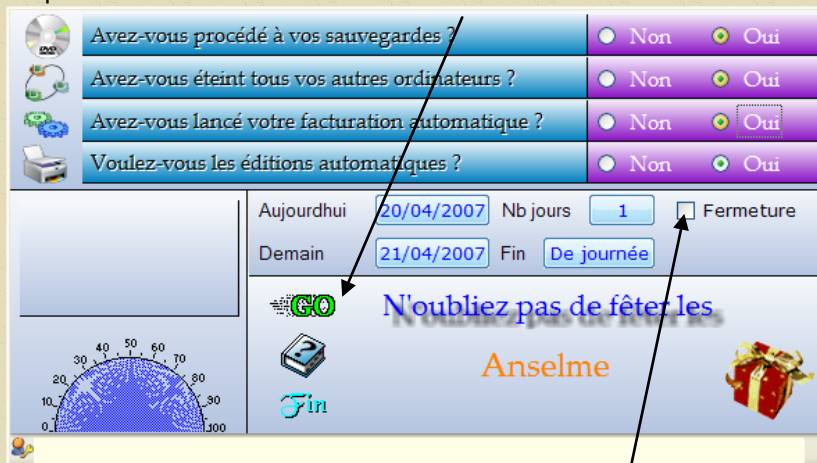 Avez-vous procédé à vos sauvegardes ? Non Oui
Avez-vous éteint tous vos autres ordinateurs ? Non Oui
Avez-vous lancé votre facturation automatique ? Non Oui
Voulez-vous les éditions automatiques ? Non Oui
Aujourdhui 20/04/2007 Nb jours 1 Fermeture
Demain 21/04/2007 Fin De journée
GO N'oubliez pas de fêter les
Anselme
Fin
0 10 20 30 40 50 60 70 80 90 100
DVD